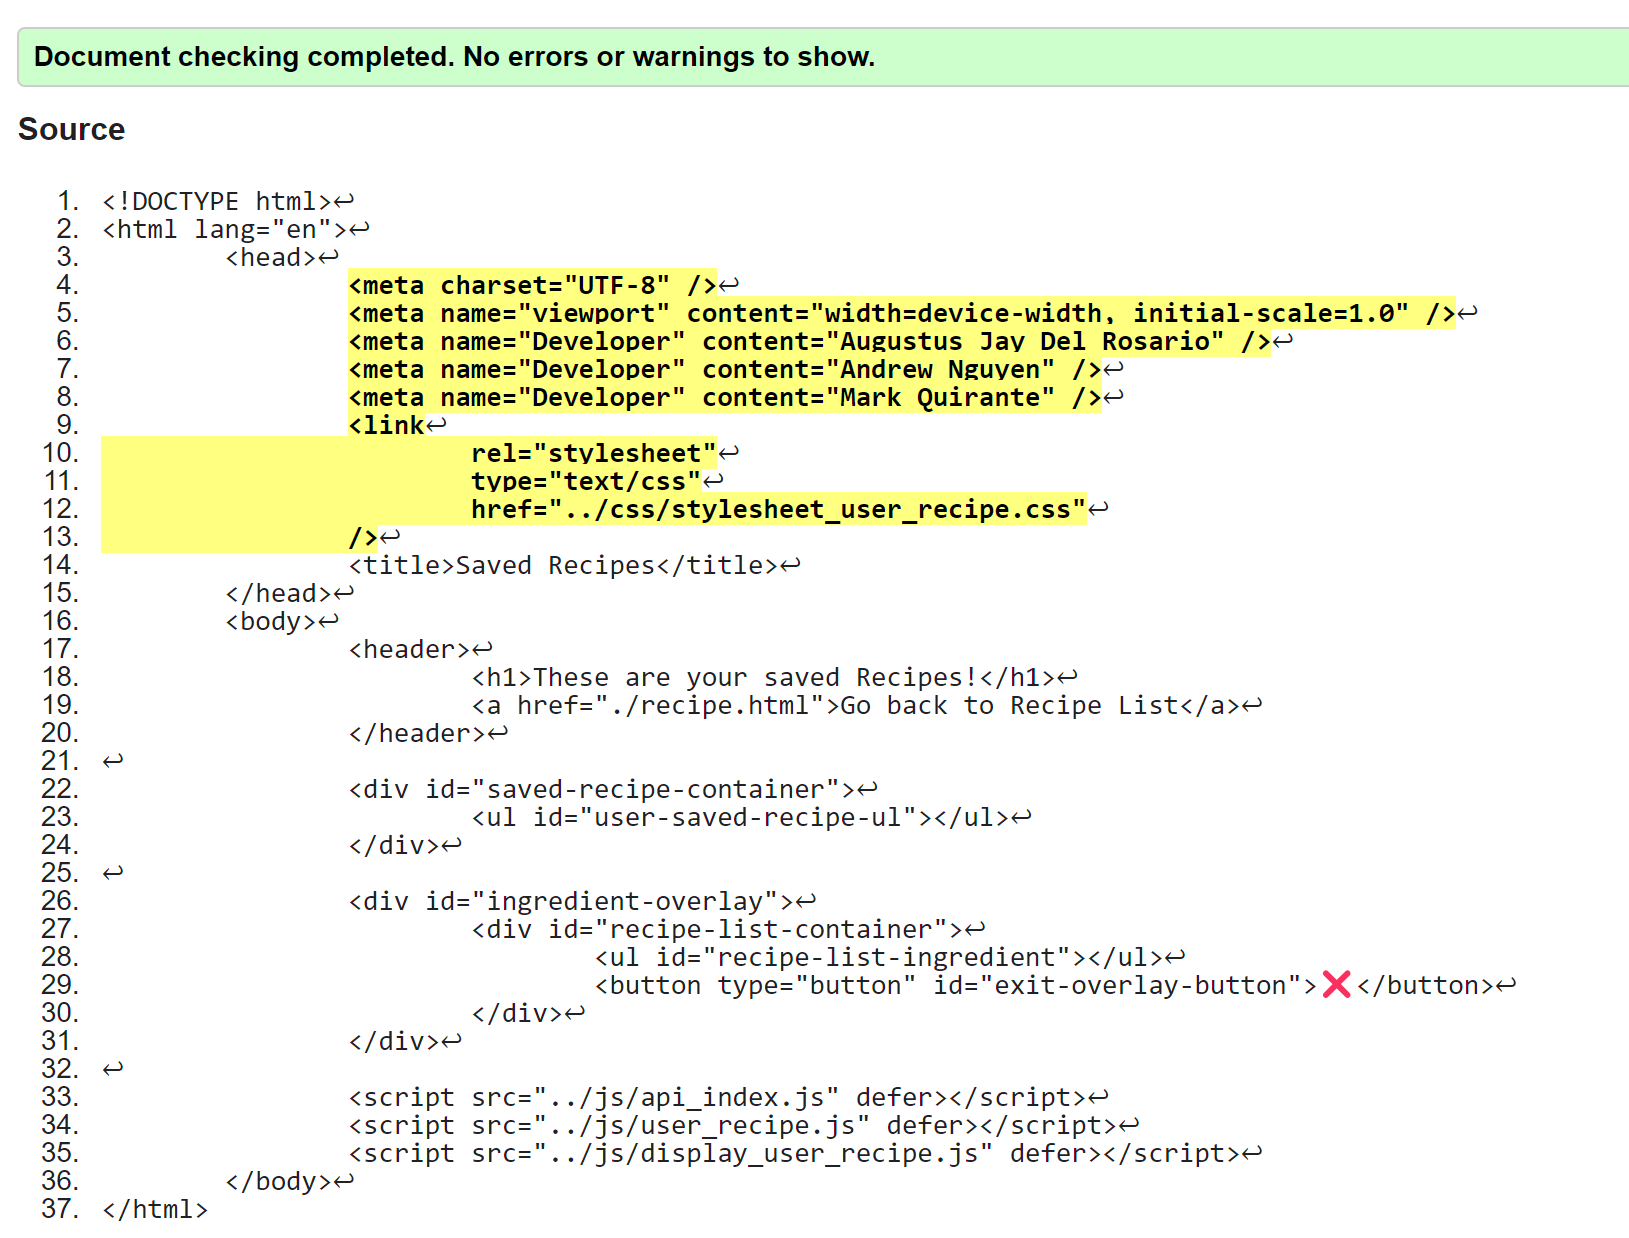 Document checking completed. No errors or warnings to show.
Source
1. <!DOCTYPE html>↩
2. <html lang="en">↩
3. <head>↩
4. <meta charset="UTF-8" />↩
5. <meta name="viewport" content="width=device-width, initial-scale=1.0" />↩
6. <meta name="Developer" content="Augustus Jay Del Rosario" />↩
7. <meta name="Developer" content="Andrew Nguyen" />↩
8. <meta name="Developer" content="Mark Quirante" />↩
9. <link↩
10. rel="stylesheet"↩
11. type="text/css"↩
12. href="../css/stylesheet_user_recipe.css"↩
13. />↩
14. <title>Saved Recipes</title>↩
15. </head>↩
16. <body>↩
17. <header>↩
18. <h1>These are your saved Recipes!</h1>↩
19. <a href="./recipe.html">Go back to Recipe List</a>↩
20. </header>↩
21. ↩
22. <div id="saved-recipe-container">↩
23. <ul id="user-saved-recipe-ul"></ul>↩
24. </div>↩
25. ↩
26. <div id="ingredient-overlay">↩
27. <div id="recipe-list-container">↩
28. <ul id="recipe-list-ingredient"></ul>↩
29. <button type="button" id="exit-overlay-button">❌</button>↩
30. </div>↩
31. </div>↩
32. ↩
33. <script src="../js/api_index.js" defer></script>↩
34. <script src="../js/user_recipe.js" defer></script>↩
35. <script src="../js/display_user_recipe.js" defer></script>↩
36. </body>↩
37. </html>